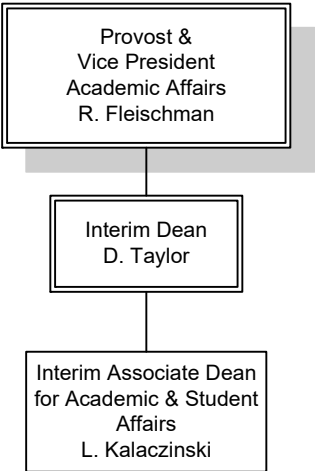 Provost &
Vice President
Academic Affairs
R. Fleischman
Interim Dean
D. Taylor
Interim Associate Dean
for Academic & Student
Affairs
L. Kalaczinski